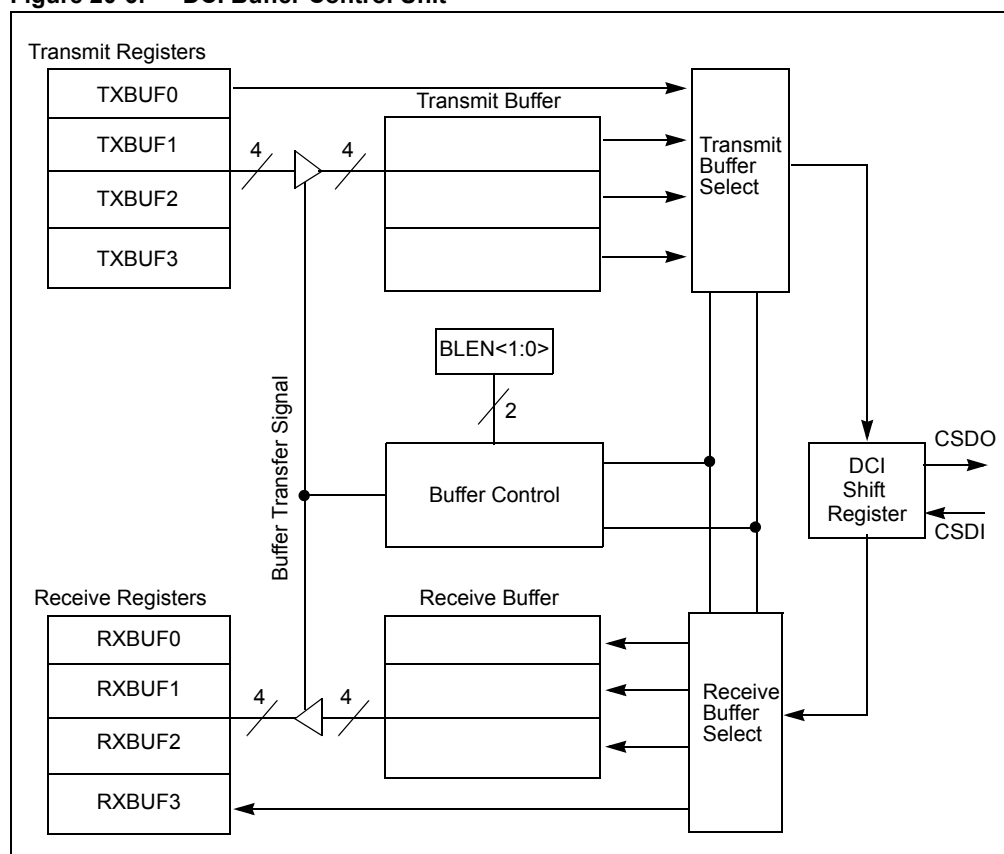 Transmit Registers
TXBUF0
TXBUF1
TXBUF2
TXBUF3
4
4
Transmit Buffer
Transmit
Buffer
Select
BLEN<1:0>
2
Buffer Transfer Signal
Buffer Control
DCI
Shift
Register
CSDO
CSDI
Receive Registers
RXBUF0
RXBUF1
RXBUF2
RXBUF3
4
4
Receive Buffer
Receive
Buffer
Select